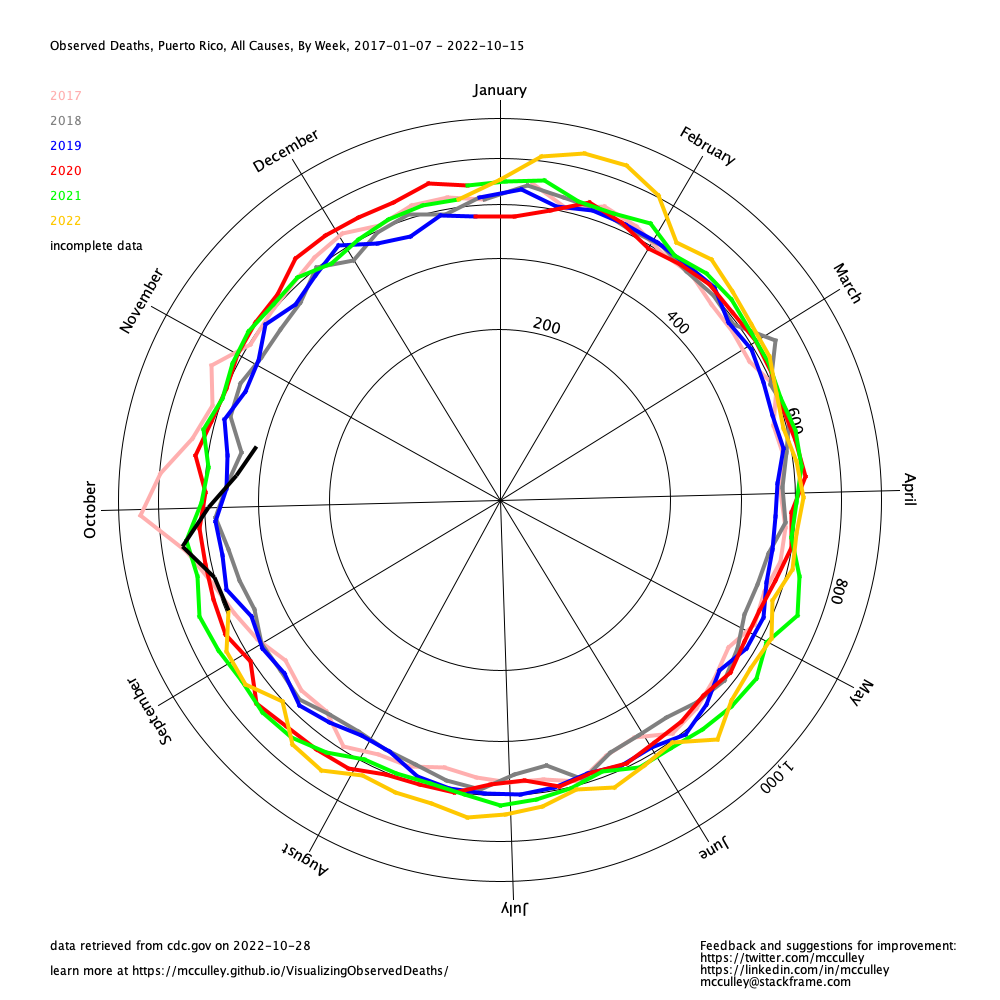 Observed Deaths, Puerto Rico, All Causes, By Week, 2017-01-07 - 2022-10-15
January
2017
2018
2019
2020
2021
2022
incomplete data
December
February
November
March
200
400
600
October
April
800
September
May
1,000
August
June
July
data retrieved from cdc.gov on 2022-10-28
learn more at https://mcculley.github.io/VisualizingObservedDeaths/
Feedback and suggestions for improvement:
https://twitter.com/mcculley
https://linkedin.com/in/mcculley
mcculley@stackframe.com